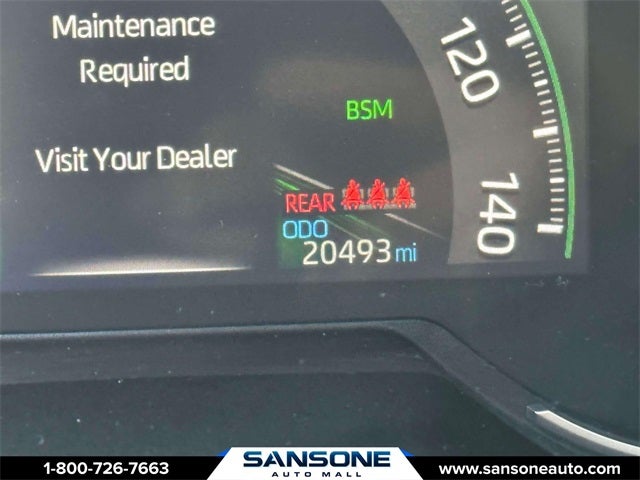 Maintenance
Required
Visit Your Dealer
BSM
REAR
ODO
20493 mi
120
140
1-800-726-7663
SANSONE
AUTO MALL
www.sansoneauto.com